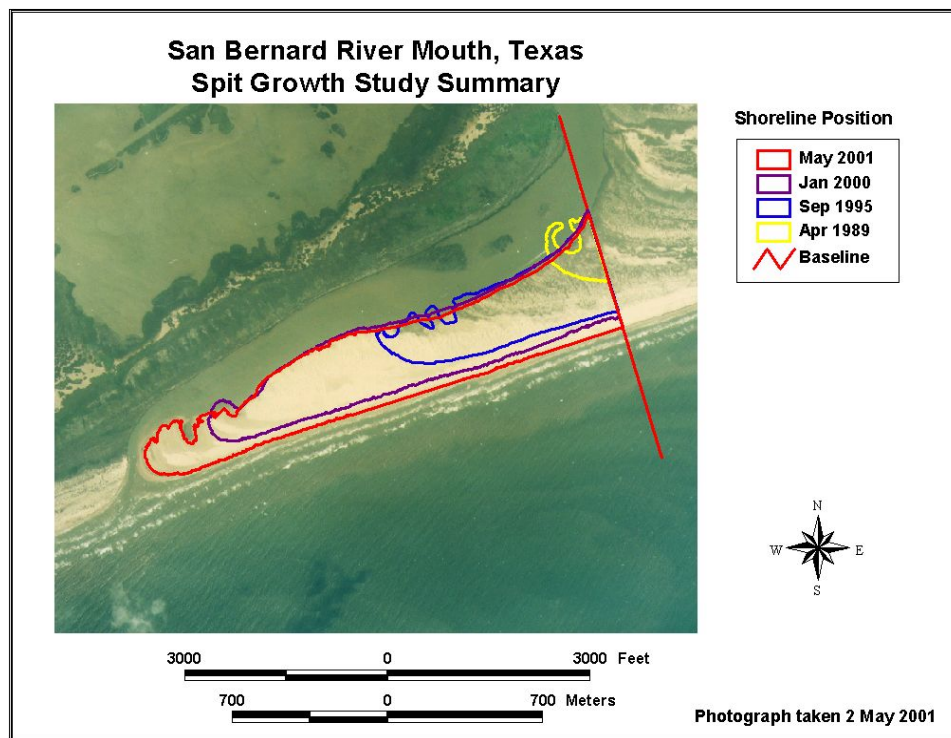 San Bernard River Mouth, Texas
Spit Growth Study Summary
Shoreline Position
May 2001
Jan 2000
Sep 1995
Apr 1989
Baseline
N
W E
S
3000 0 3000 Feet
700 0 700 Meters
Photograph taken 2 May 2001